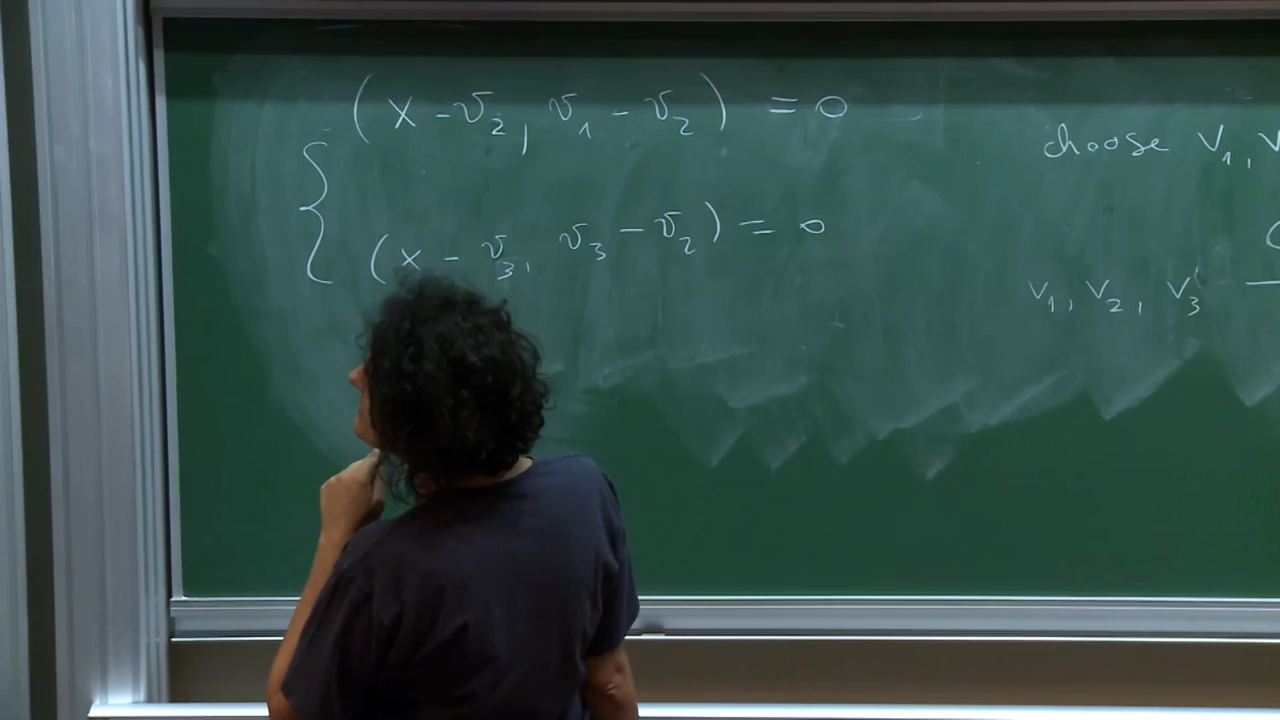 (x - v₂, v₁ - v₂) = 0
(x - v₃, v₃ - v₂) = 0
choose v₁, v
v₁, v₂, v₃